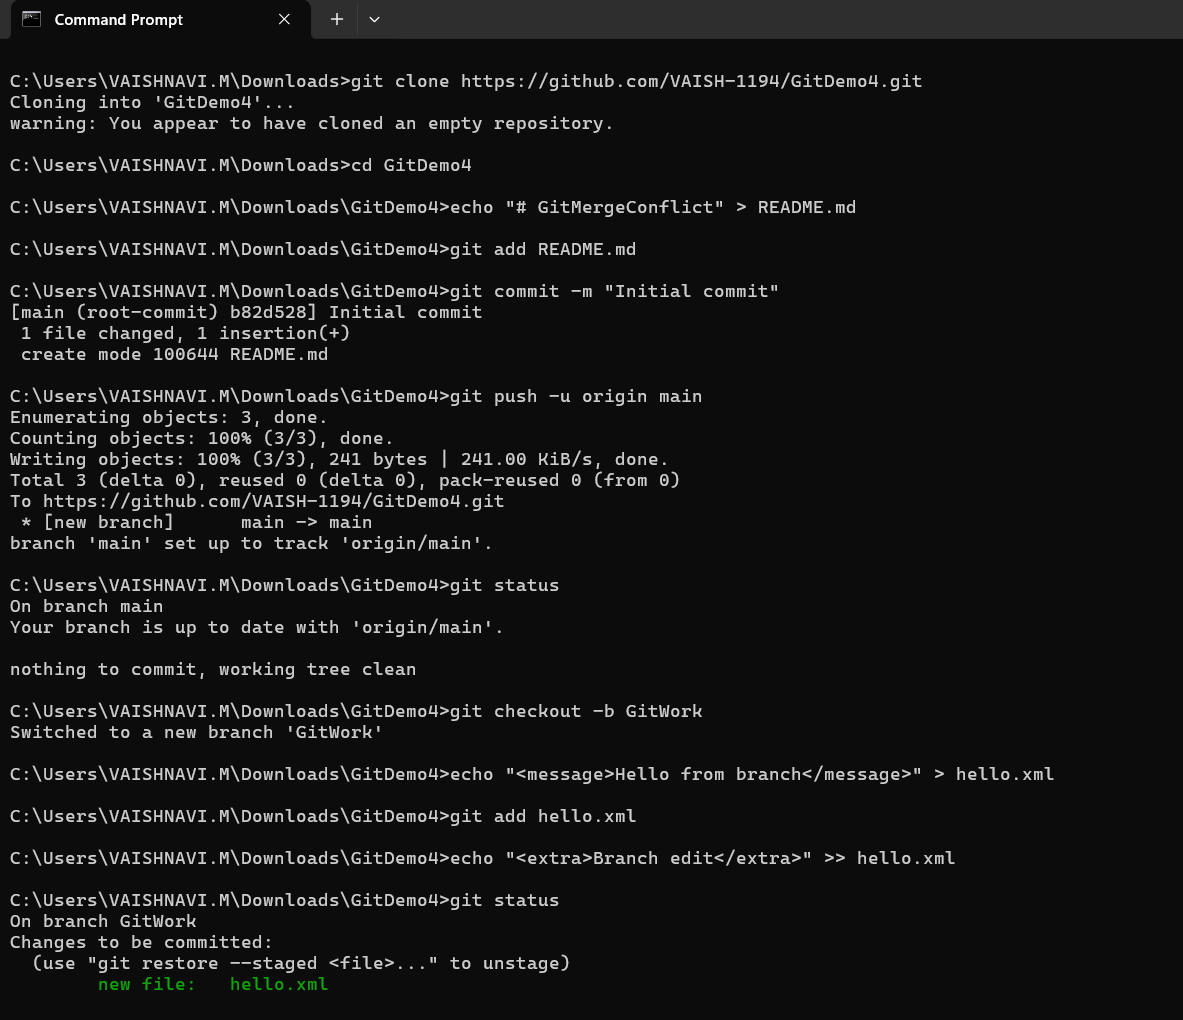 Command Prompt
C:\Users\VAISHNAVI.M\Downloads>git clone https://github.com/VAISH-1194/GitDemo4.git
Cloning into 'GitDemo4'...
warning: You appear to have cloned an empty repository.
C:\Users\VAISHNAVI.M\Downloads>cd GitDemo4
C:\Users\VAISHNAVI.M\Downloads\GitDemo4>echo "# GitMergeConflict" > README.md
C:\Users\VAISHNAVI.M\Downloads\GitDemo4>git add README.md
C:\Users\VAISHNAVI.M\Downloads\GitDemo4>git commit -m "Initial commit"
[main (root-commit) b82d528] Initial commit
 1 file changed, 1 insertion(+)
 create mode 100644 README.md
C:\Users\VAISHNAVI.M\Downloads\GitDemo4>git push -u origin main
Enumerating objects: 3, done.
Counting objects: 100% (3/3), done.
Writing objects: 100% (3/3), 241 bytes | 241.00 KiB/s, done.
Total 3 (delta 0), reused 0 (delta 0), pack-reused 0 (from 0)
To https://github.com/VAISH-1194/GitDemo4.git
 * [new branch]      main -> main
branch 'main' set up to track 'origin/main'.
C:\Users\VAISHNAVI.M\Downloads\GitDemo4>git status
On branch main
Your branch is up to date with 'origin/main'.
nothing to commit, working tree clean
C:\Users\VAISHNAVI.M\Downloads\GitDemo4>git checkout -b GitWork
Switched to a new branch 'GitWork'
C:\Users\VAISHNAVI.M\Downloads\GitDemo4>echo "<message>Hello from branch</message>" > hello.xml
C:\Users\VAISHNAVI.M\Downloads\GitDemo4>git add hello.xml
C:\Users\VAISHNAVI.M\Downloads\GitDemo4>echo "<extra>Branch edit</extra>" >> hello.xml
C:\Users\VAISHNAVI.M\Downloads\GitDemo4>git status
On branch GitWork
Changes to be committed:
  (use "git restore --staged <file>..." to unstage)
        new file:   hello.xml